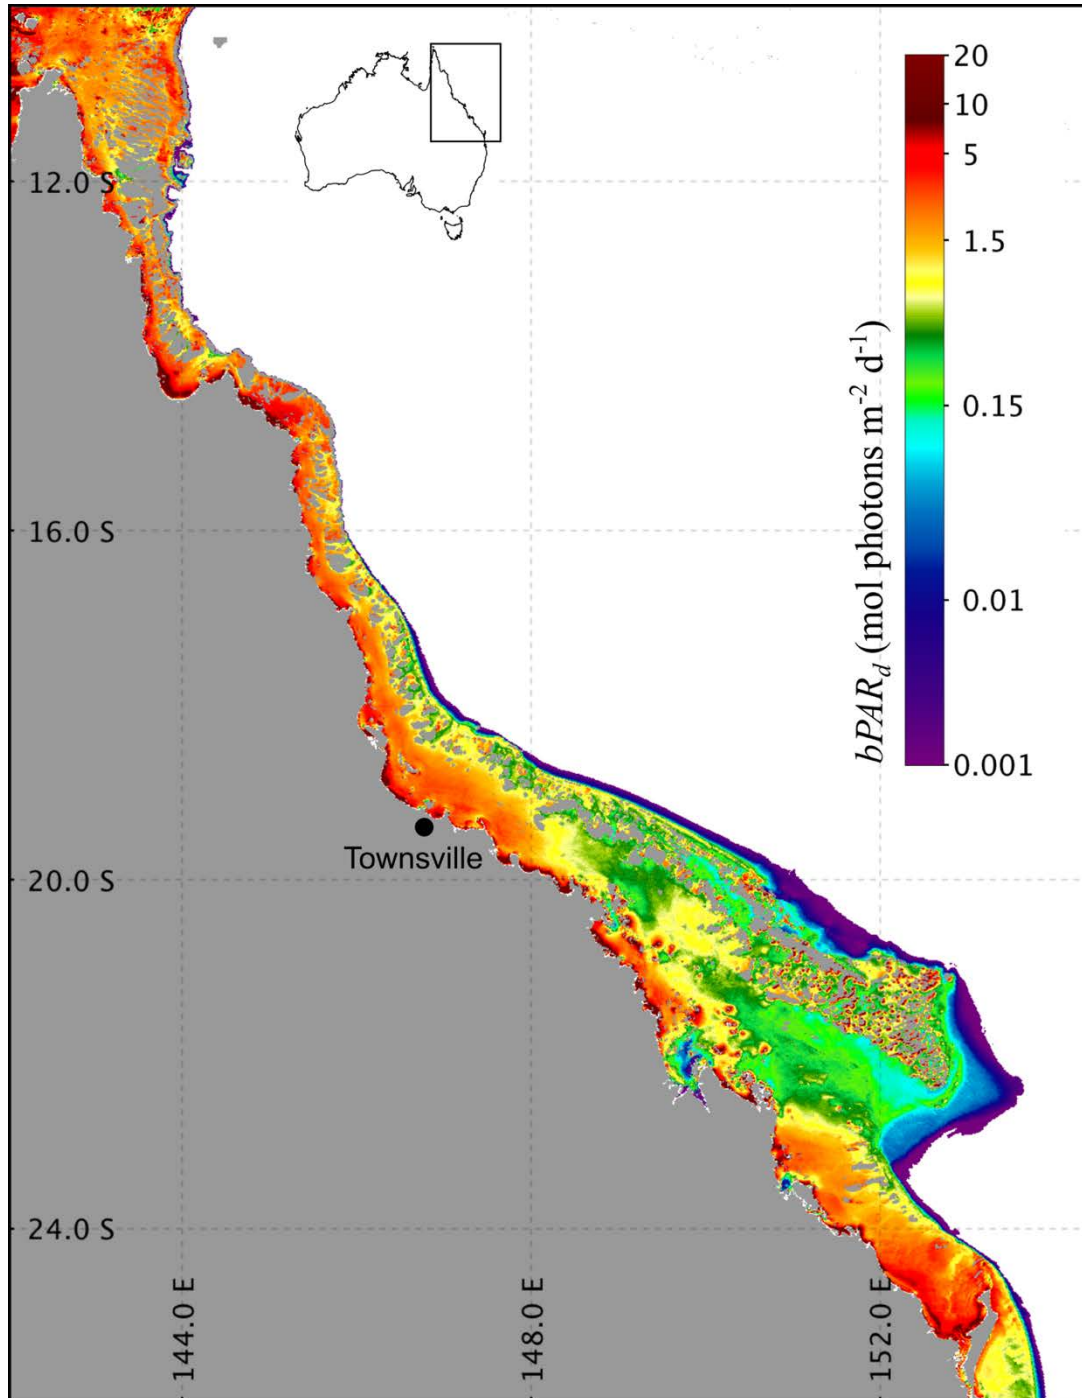 20
10
5
1.5
0.15
0.01
0.001
bPAR_d (mol photons m⁻² d⁻¹)
12.0 S
16.0 S
Townsville
20.0 S
24.0 S
144.0 E
148.0 E
152.0 E